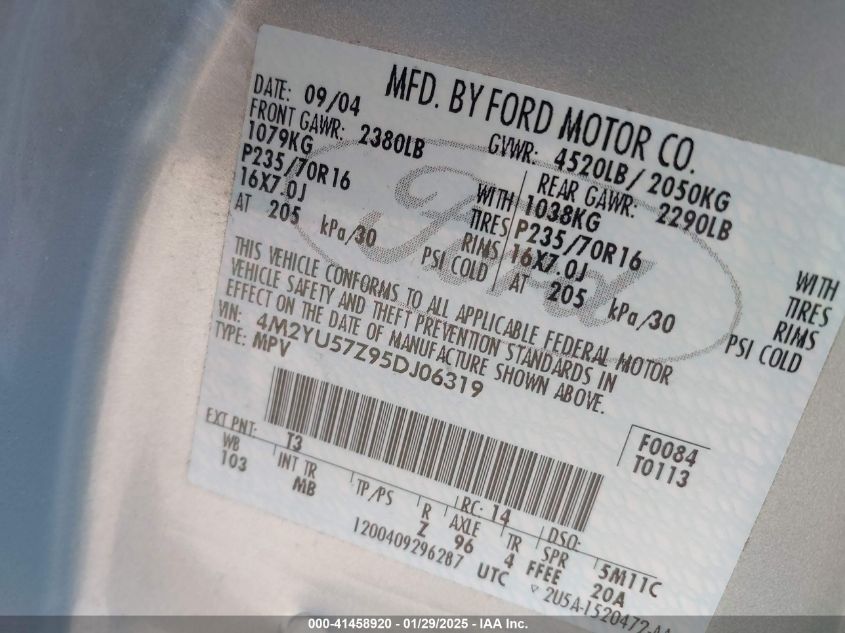 MFD. BY FORD MOTOR CO.
DATE: 09/04 GVWR: 4520LB/ 2050KG
FRONT GAWR: 2380LB REAR GAWR: 2290LB
1079KG WITH 1038KG WITH
P235/70R16 TIRES P235/70R16 TIRES
16X7.0J RIMS 16X7.0J RIMS
AT 205 kPa/30 PSI COLD AT 205 kPa/30 PSI COLD
Ford
THIS VEHICLE CONFORMS TO ALL APPLICABLE FEDERAL MOTOR
VEHICLE SAFETY AND THEFT PREVENTION STANDARDS IN
EFFECT ON THE DATE OF MANUFACTURE SHOWN ABOVE.
VIN: 4M2YU57Z95DJ06319
TYPE: MPV
F0084
T0113
EXT PNT: T3 RC: 14 DSO:
WB INT TR TP/PS R AXLE TR SPR 5M11C
103 MB Z 96 4 FFEE 20A
1200409296287 UTC
2U5A-1520472-AA
000-41458920 | 01/29/2025 - IAA Inc.